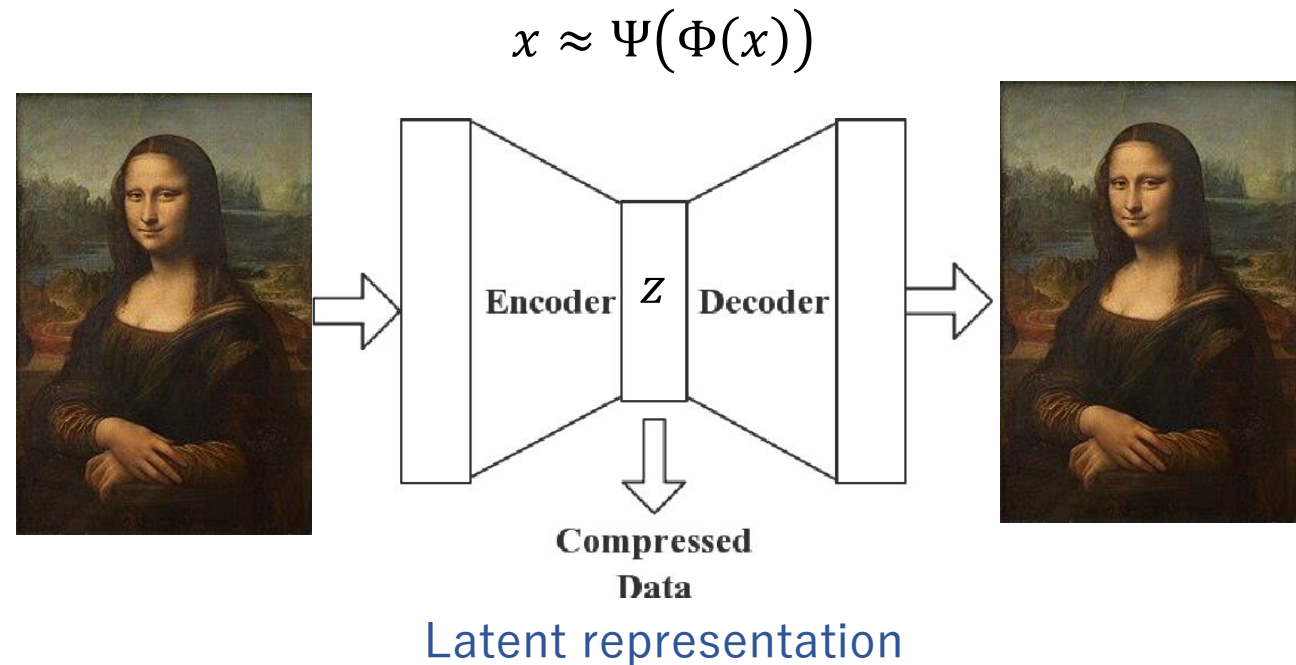 x ≈ Ψ(Φ(x))
Encoder z Decoder
Compressed
Data
Latent representation